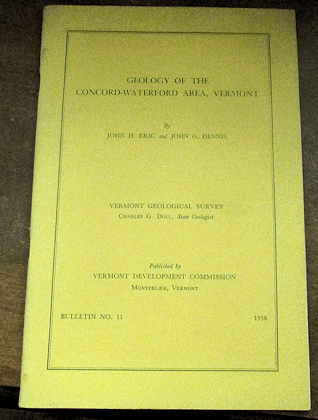 GEOLOGY OF THE
CONCORD-WATERFORD AREA, VERMONT
By
JOHN H. ERIC and JOHN G. DENNIS
VERMONT GEOLOGICAL SURVEY
CHARLES G. DOLL, State Geologist
Published by
VERMONT DEVELOPMENT COMMISSION
MONTPELIER, VERMONT
BULLETIN NO. 11 1958